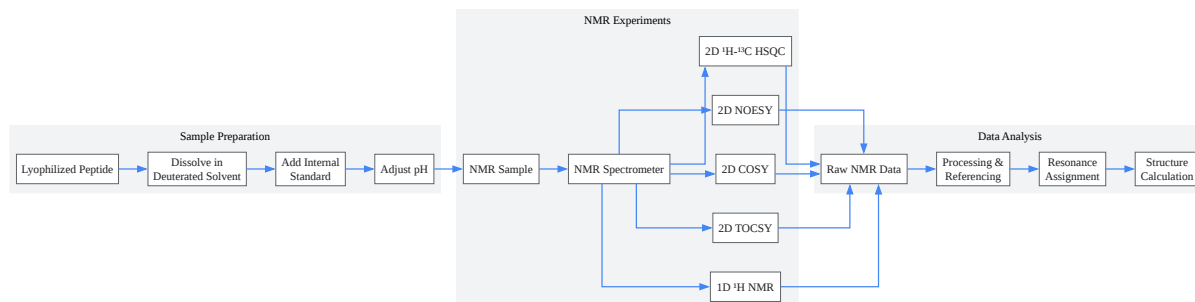 NMR Experiments
2D ¹H-¹³C HSQC
2D NOESY
Sample Preparation
Data Analysis
Lyophilized Peptide
Dissolve in
Deuterated Solvent
Add Internal
Standard
Adjust pH
NMR Sample
NMR Spectrometer
2D COSY
Raw NMR Data
Processing &
Referencing
Resonance
Assignment
Structure
Calculation
2D TOCSY
1D ¹H NMR